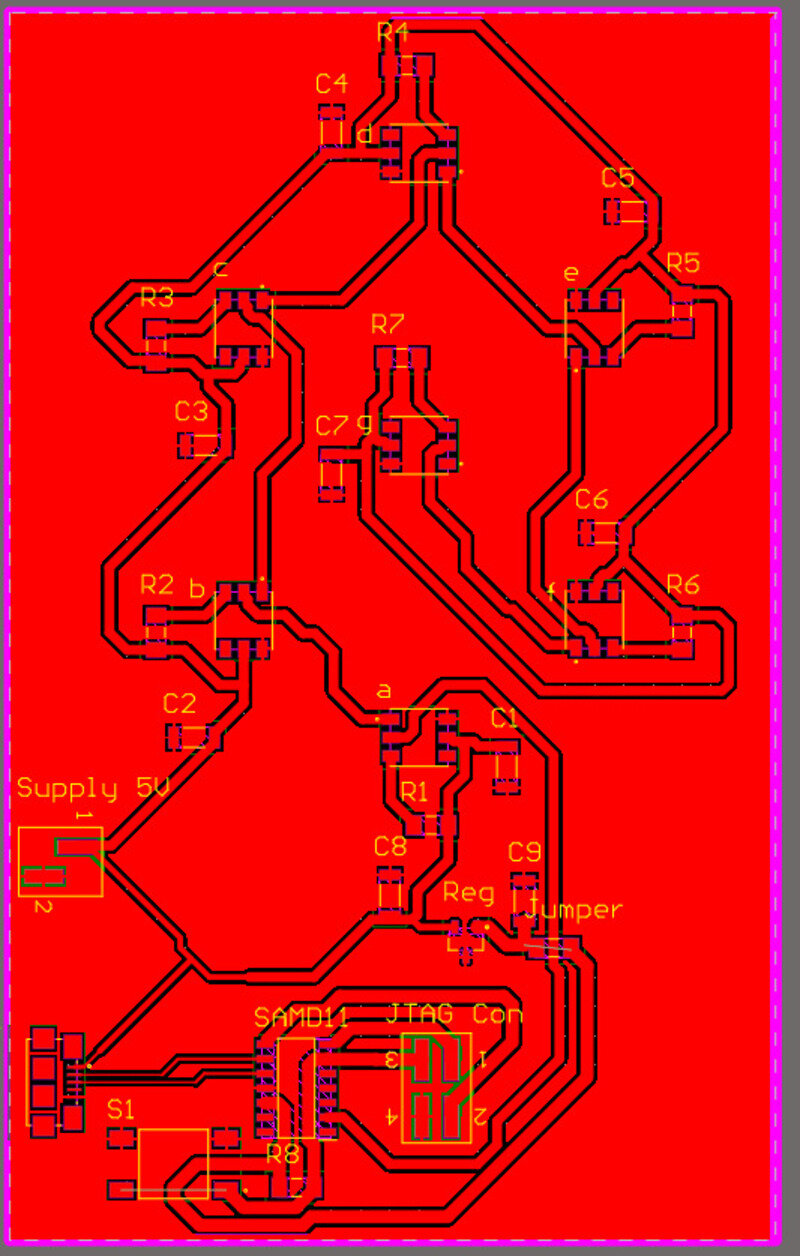 R4
C4
d
C5
c
e
R5
R3
R7
C3
C7
g
C6
R2
b
f
R6
a
C2
C1
Supply 5V
1
R1
C8
C9
2
Reg
Jumper
SAMD11
JTAG Con
3
1
S1
4
2
R8